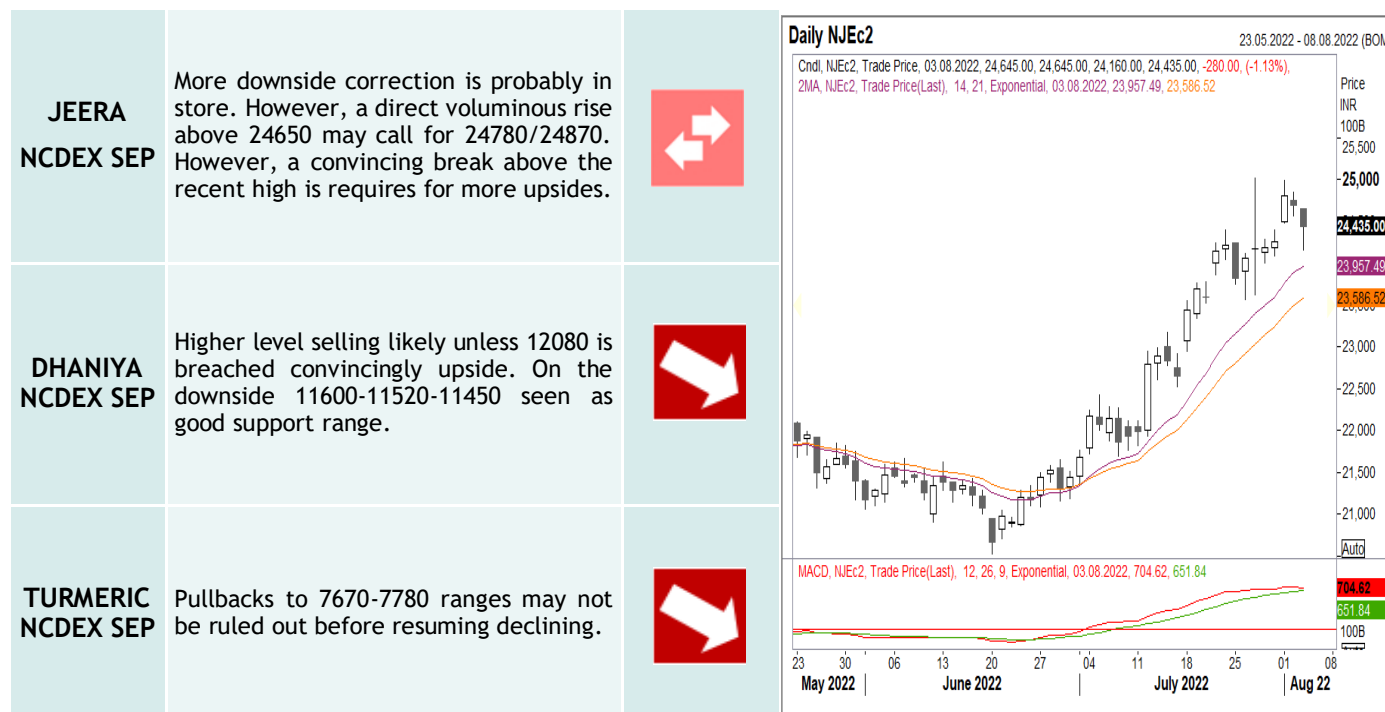 JEERA
NCDEX SEP
More downside correction is probably in
store. However, a direct voluminous rise
above 24650 may call for 24780/24870.
However, a convincing break above the
recent high is requires for more upsides.
DHANIYA
NCDEX SEP
Higher level selling likely unless 12080 is
breached convincingly upside. On the
downside 11600-11520-11450 seen as
good support range.
TURMERIC
NCDEX SEP
Pullbacks to 7670-7780 ranges may not
be ruled out before resuming declining.
Daily NJEc2
23.05.2022 - 08.08.2022 (BOM
Cndl, NJEc2, Trade Price, 03.08.2022, 24,645.00, 24,645.00, 24,160.00, 24,435.00, -280.00, (-1.13%),
2MA, NJEc2, Trade Price(Last), 14, 21, Exponential, 03.08.2022, 23,957.49, 23,586.52
Price
INR
100B
25,500
25,000
24,435.00
23,957.49
23,586.52
23,000
22,500
22,000
21,500
21,000
Auto
MACD, NJEc2, Trade Price(Last), 12, 26, 9, Exponential, 03.08.2022, 704.62, 651.84
704.62
651.84
100B
23 30 06 13 20 27 04 11 18 25 01 08
May 2022 June 2022 July 2022 Aug 22